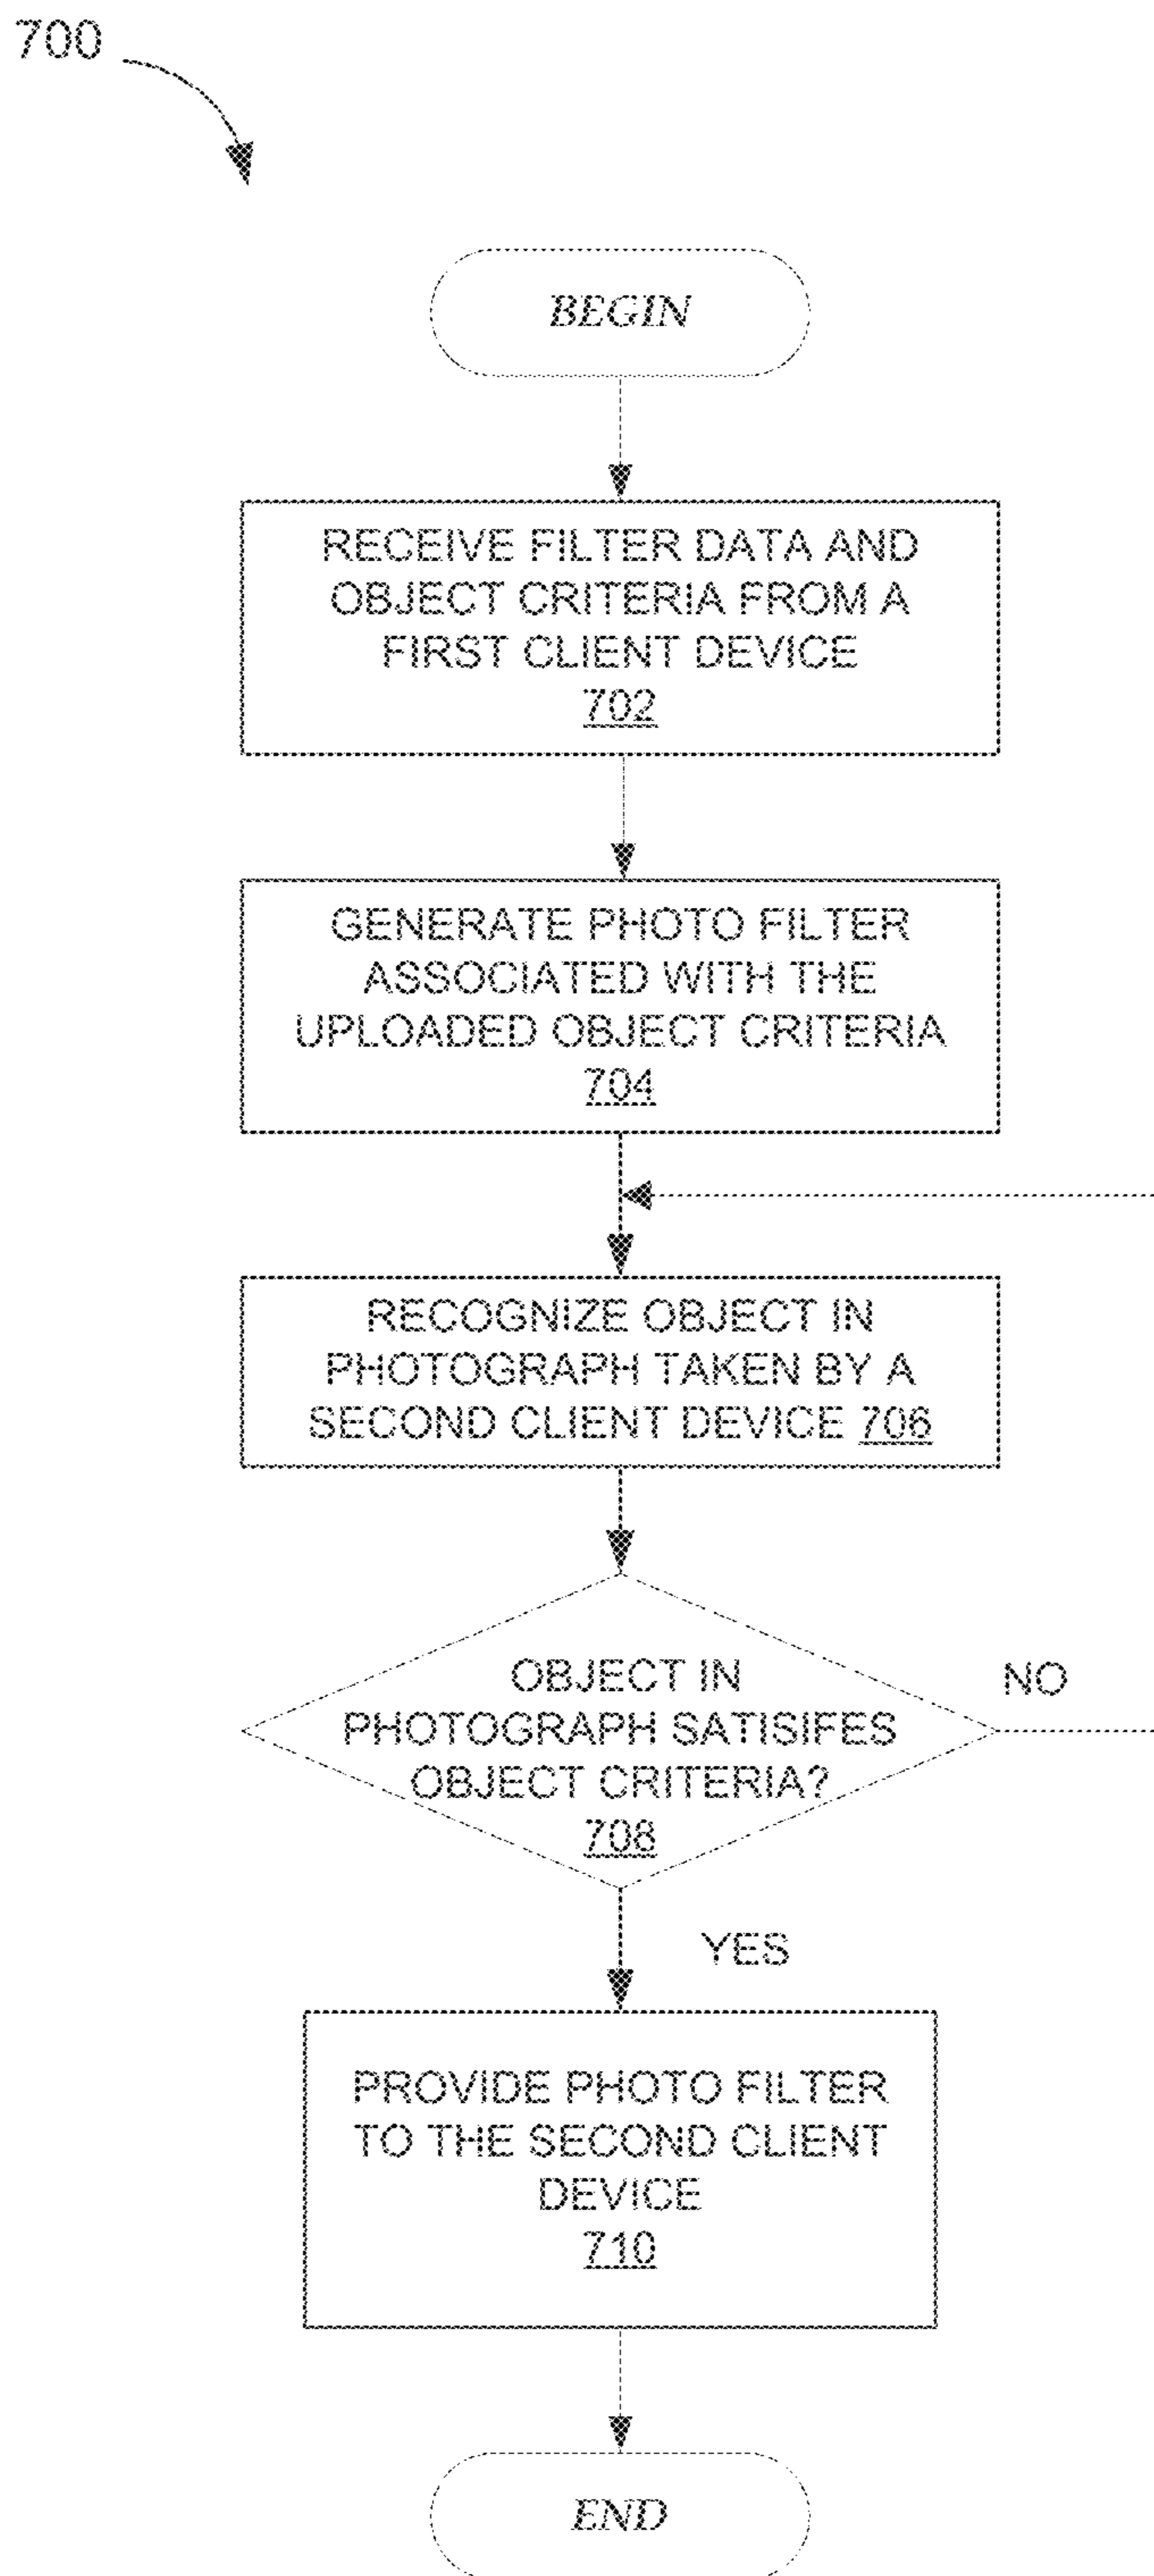 700
BEGIN
RECEIVE FILTER DATA AND
OBJECT CRITERIA FROM A
FIRST CLIENT DEVICE
702
GENERATE PHOTO FILTER
ASSOCIATED WITH THE
UPLOADED OBJECT CRITERIA
704
RECOGNIZE OBJECT IN
PHOTOGRAPH TAKEN BY A
SECOND CLIENT DEVICE 706
OBJECT IN
PHOTOGRAPH SATISIFES
OBJECT CRITERIA?
708
NO
YES
PROVIDE PHOTO FILTER
TO THE SECOND CLIENT
DEVICE
710
END